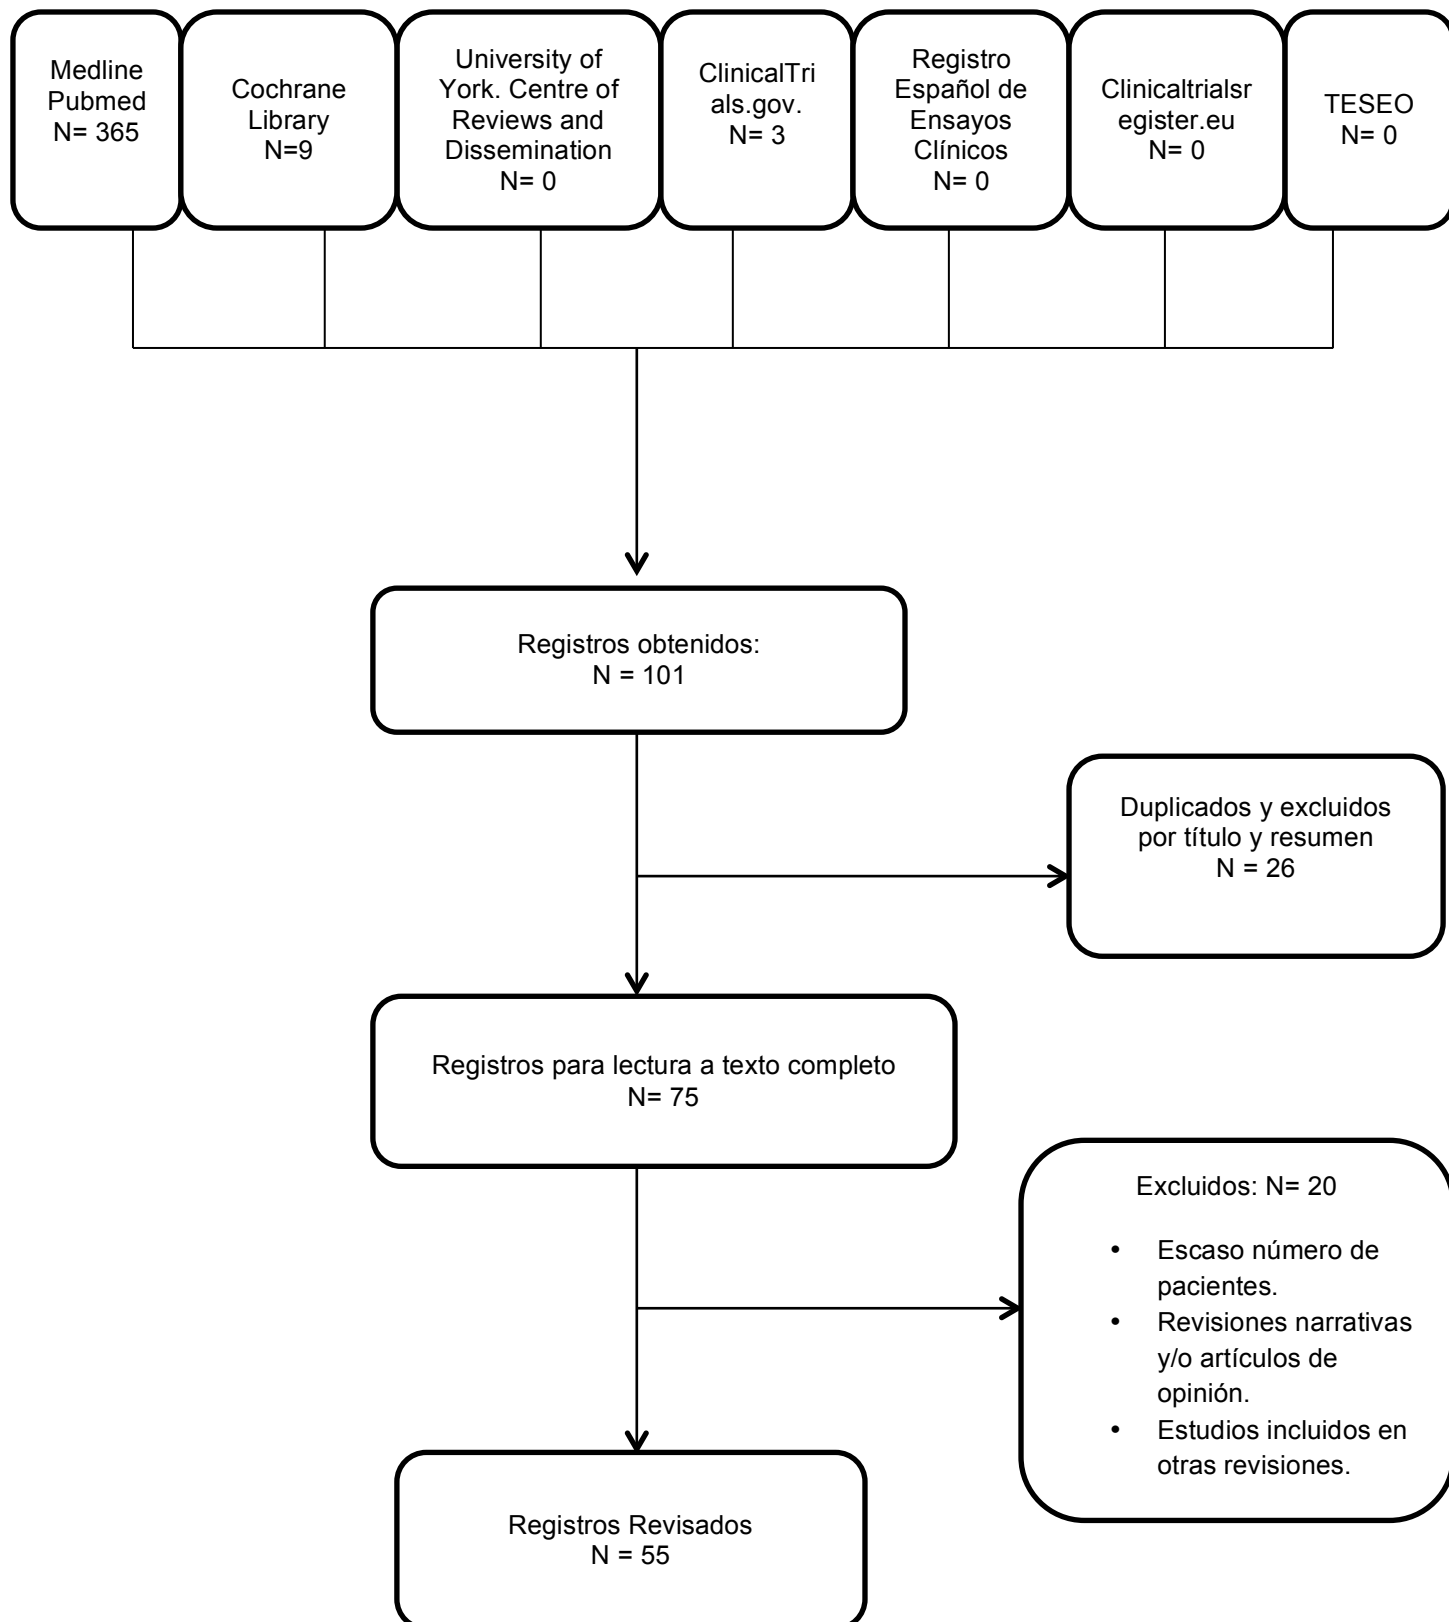 Medline
Pubmed
N= 365
Cochrane
Library
N=9
University of
York. Centre of
Reviews and
Dissemination
N= 0
ClinicalTri
als.gov.
N= 3
Registro
Español de
Ensayos
Clínicos
N= 0
Clinicaltrialsr
egister.eu
N= 0
TESEO
N= 0
Registros obtenidos:
N = 101
Duplicados y excluidos
por título y resumen
N = 26
Registros para lectura a texto completo
N= 75
Excluidos: N= 20
• Escaso número de
pacientes.
• Revisiones narrativas
y/o artículos de
opinión.
• Estudios incluidos en
otras revisiones.
Registros Revisados
N = 55